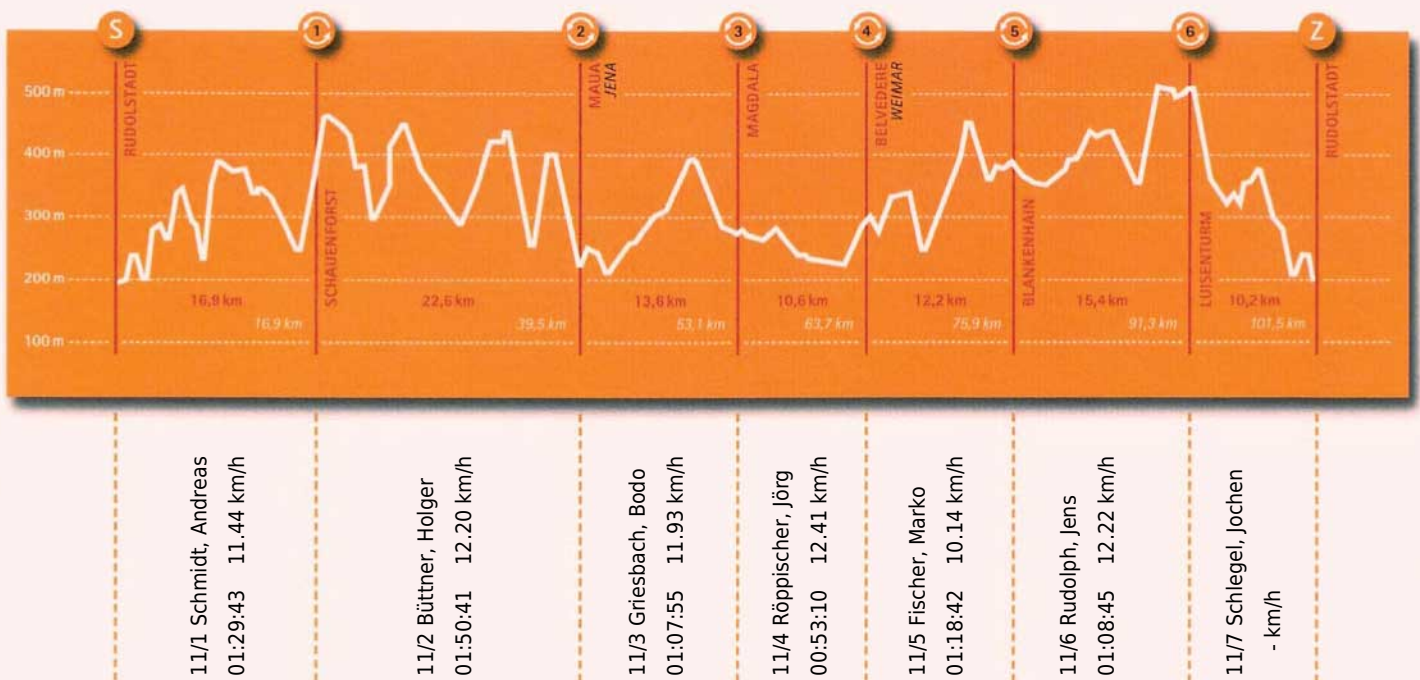 S
1
2
3
4
5
6
Z
RUDOLSTADT
SCHAUENFORST
MAUA
JENA
MAGDALA
BELVEDERE
WEIMAR
BLANKENHAIN
LUISENTURM
RUDOLSTADT
500 m
400 m
300 m
200 m
100 m
16,9 km
22,6 km
13,6 km
10,6 km
12,2 km
15,4 km
10,2 km
16,9 km
39,5 km
53,1 km
63,7 km
75,9 km
91,3 km
101,5 km
11/1 Schmidt, Andreas
01:29:43 11.44 km/h
11/2 Büttner, Holger
01:50:41 12.20 km/h
11/3 Griesbach, Bodo
01:07:55 11.93 km/h
11/4 Röppischer, Jörg
00:53:10 12.41 km/h
11/5 Fischer, Marko
01:18:42 10.14 km/h
11/6 Rudolph, Jens
01:08:45 12.22 km/h
11/7 Schlegel, Jochen
- km/h